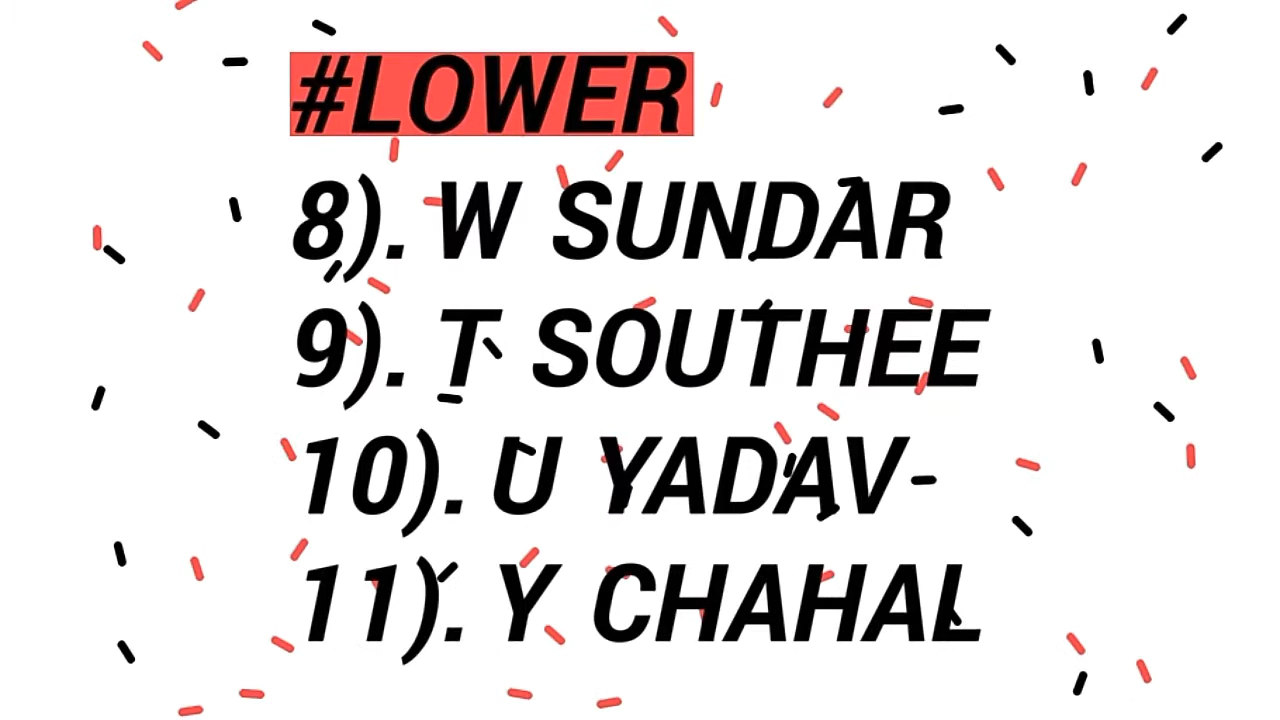 #LOWER
8). W SUNDAR
9). T SOUTHEE
10). U YADAV
11). Y CHAHAL